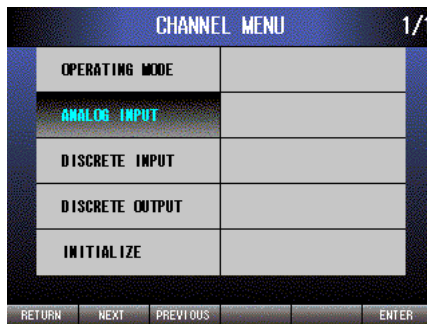 CHANNEL MENU 1/1
OPERATING MODE
ANALOG INPUT
DISCRETE INPUT
DISCRETE OUTPUT
INITIALIZE
RETURN NEXT PREVIOUS ENTER